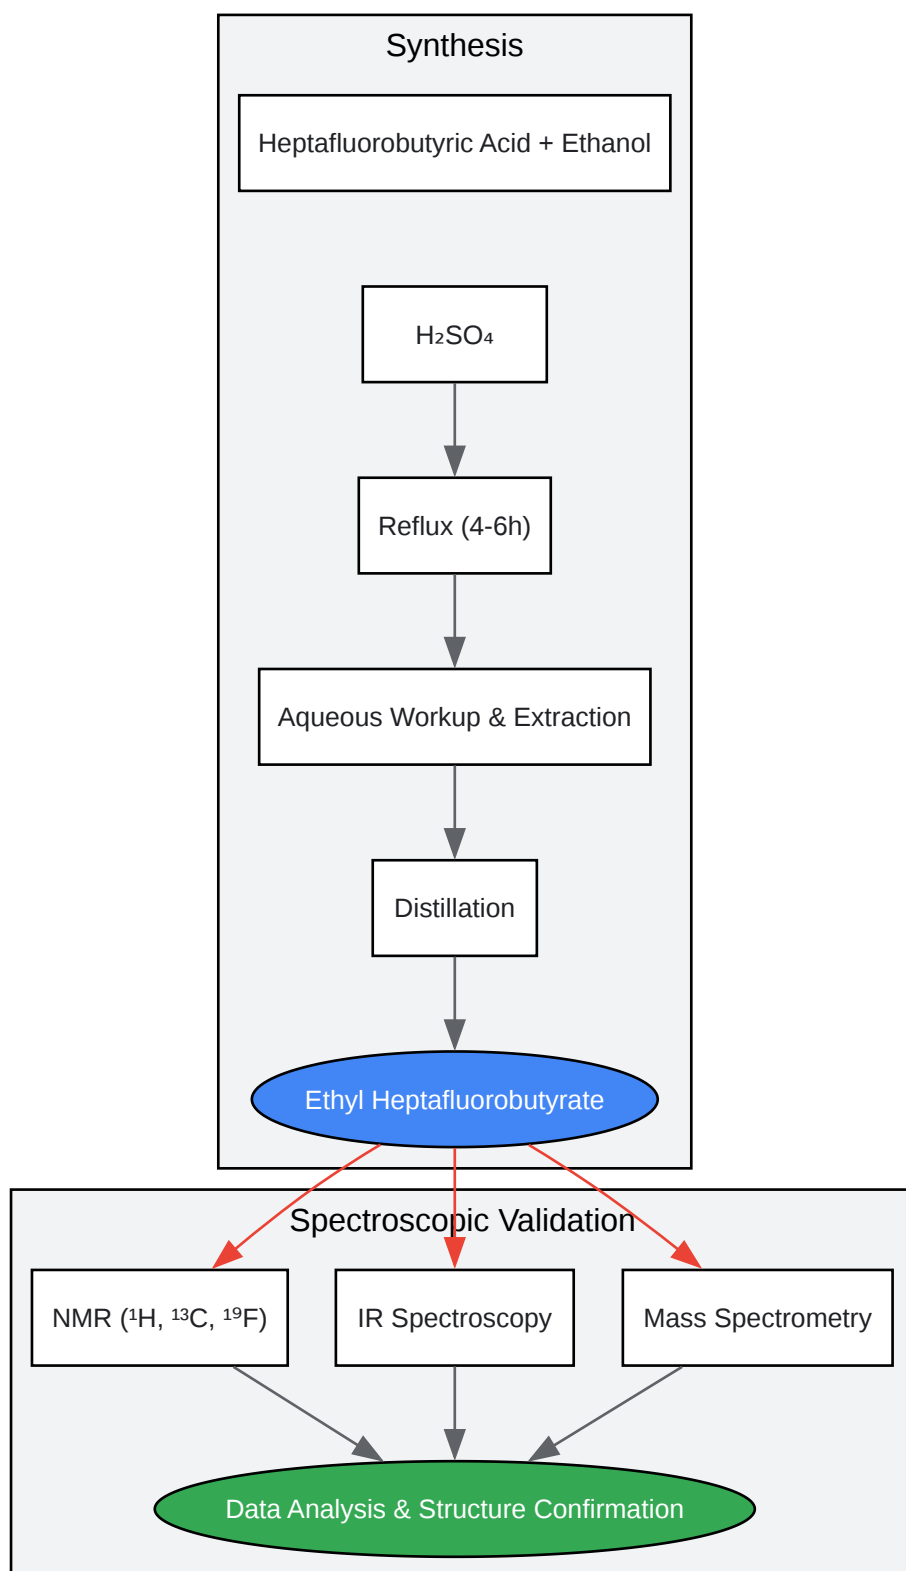 Synthesis
Heptafluorobutyric Acid + Ethanol
H₂SO₄
Reflux (4-6h)
Aqueous Workup & Extraction
Distillation
Ethyl Heptafluorobutyrate
Spectroscopic Validation
NMR (¹H, ¹³C, ¹⁹F)
IR Spectroscopy
Mass Spectrometry
Data Analysis & Structure Confirmation